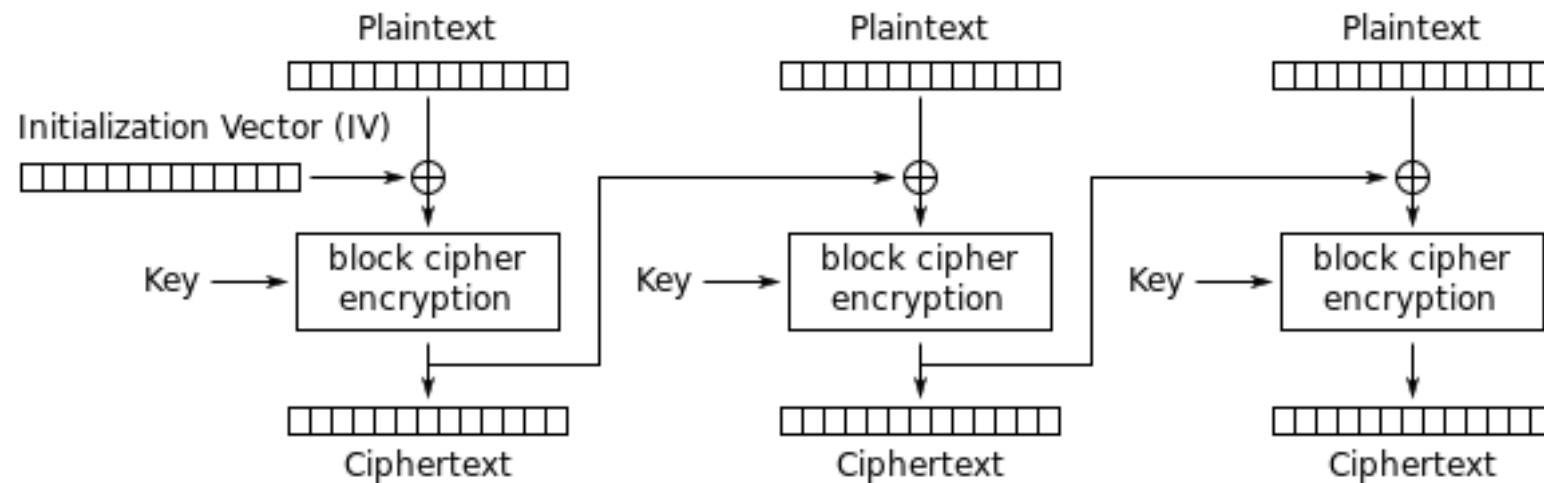 Plaintext
Plaintext
Plaintext
Initialization Vector (IV)
Key
block cipher
encryption
Key
block cipher
encryption
Key
block cipher
encryption
Ciphertext
Ciphertext
Ciphertext